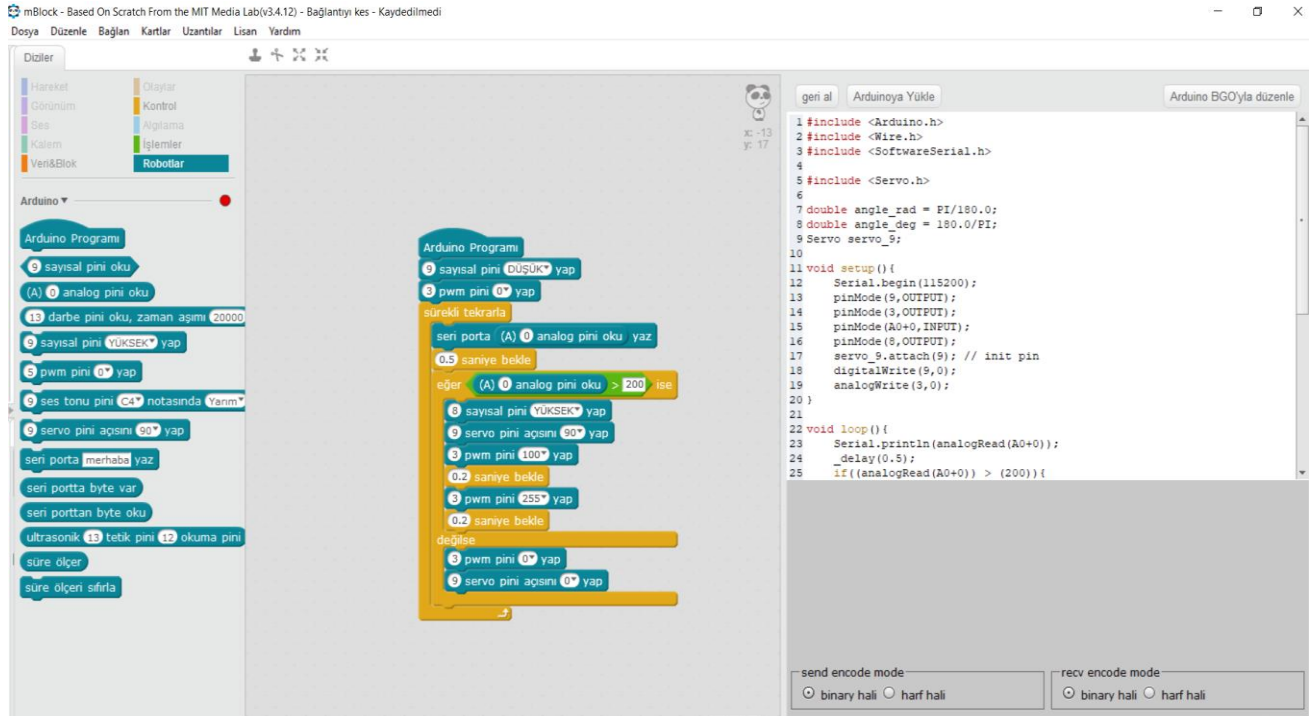 mBlock - Based On Scratch From the MIT Media Lab(v3.4.12) - Bağlantıyı kes - Kaydedilmedi
Dosya Düzenle Bağlan Kartlar Uzantılar Lisan Yardım
Diziler
Hareket Olaylar
Görünüm Kontrol
Ses Algılama
Kalem İşlemler
Veri&Blok Robotlar
Arduino
Arduino Programı
9 sayısal pini oku
(A) 0 analog pini oku
13 darbe pini oku, zaman aşımı 20000
9 sayısal pini YÜKSEK yap
5 pwm pini 0 yap
9 ses tonu pini C4 notasında Yarım
9 servo pini açısını 90 yap
seri porta merhaba yaz
seri portta byte var
seri porttan byte oku
ultrasonik 13 tetik pini 12 okuma pini
süre ölçer
süre ölçeri sıfırla
x: -13
y: 17
Arduino Programı
9 sayısal pini DÜŞÜK yap
3 pwm pini 0 yap
sürekli tekrarla
seri porta (A) 0 analog pini oku yaz
0.5 saniye bekle
eğer (A) 0 analog pini oku > 200 ise
8 sayısal pini YÜKSEK yap
9 servo pini açısını 90 yap
3 pwm pini 100 yap
0.2 saniye bekle
3 pwm pini 255 yap
0.2 saniye bekle
değilse
3 pwm pini 0 yap
9 servo pini açısını 0 yap
geri al Arduinoya Yükle Arduino BGO'yla düzenle
1 #include <Arduino.h>
2 #include <Wire.h>
3 #include <SoftwareSerial.h>
4
5 #include <Servo.h>
6
7 double angle_rad = PI/180.0;
8 double angle_deg = 180.0/PI;
9 Servo servo_9;
10
11 void setup(){
12 Serial.begin(115200);
13 pinMode(9,OUTPUT);
14 pinMode(3,OUTPUT);
15 pinMode(A0+0,INPUT);
16 pinMode(8,OUTPUT);
17 servo_9.attach(9); // init pin
18 digitalWrite(9,0);
19 analogWrite(3,0);
20 }
21
22 void loop(){
23 Serial.println(analogRead(A0+0));
24 _delay(0.5);
25 if((analogRead(A0+0)) > (200)){
send encode mode
binary hali harf hali
recv encode mode
binary hali harf hali